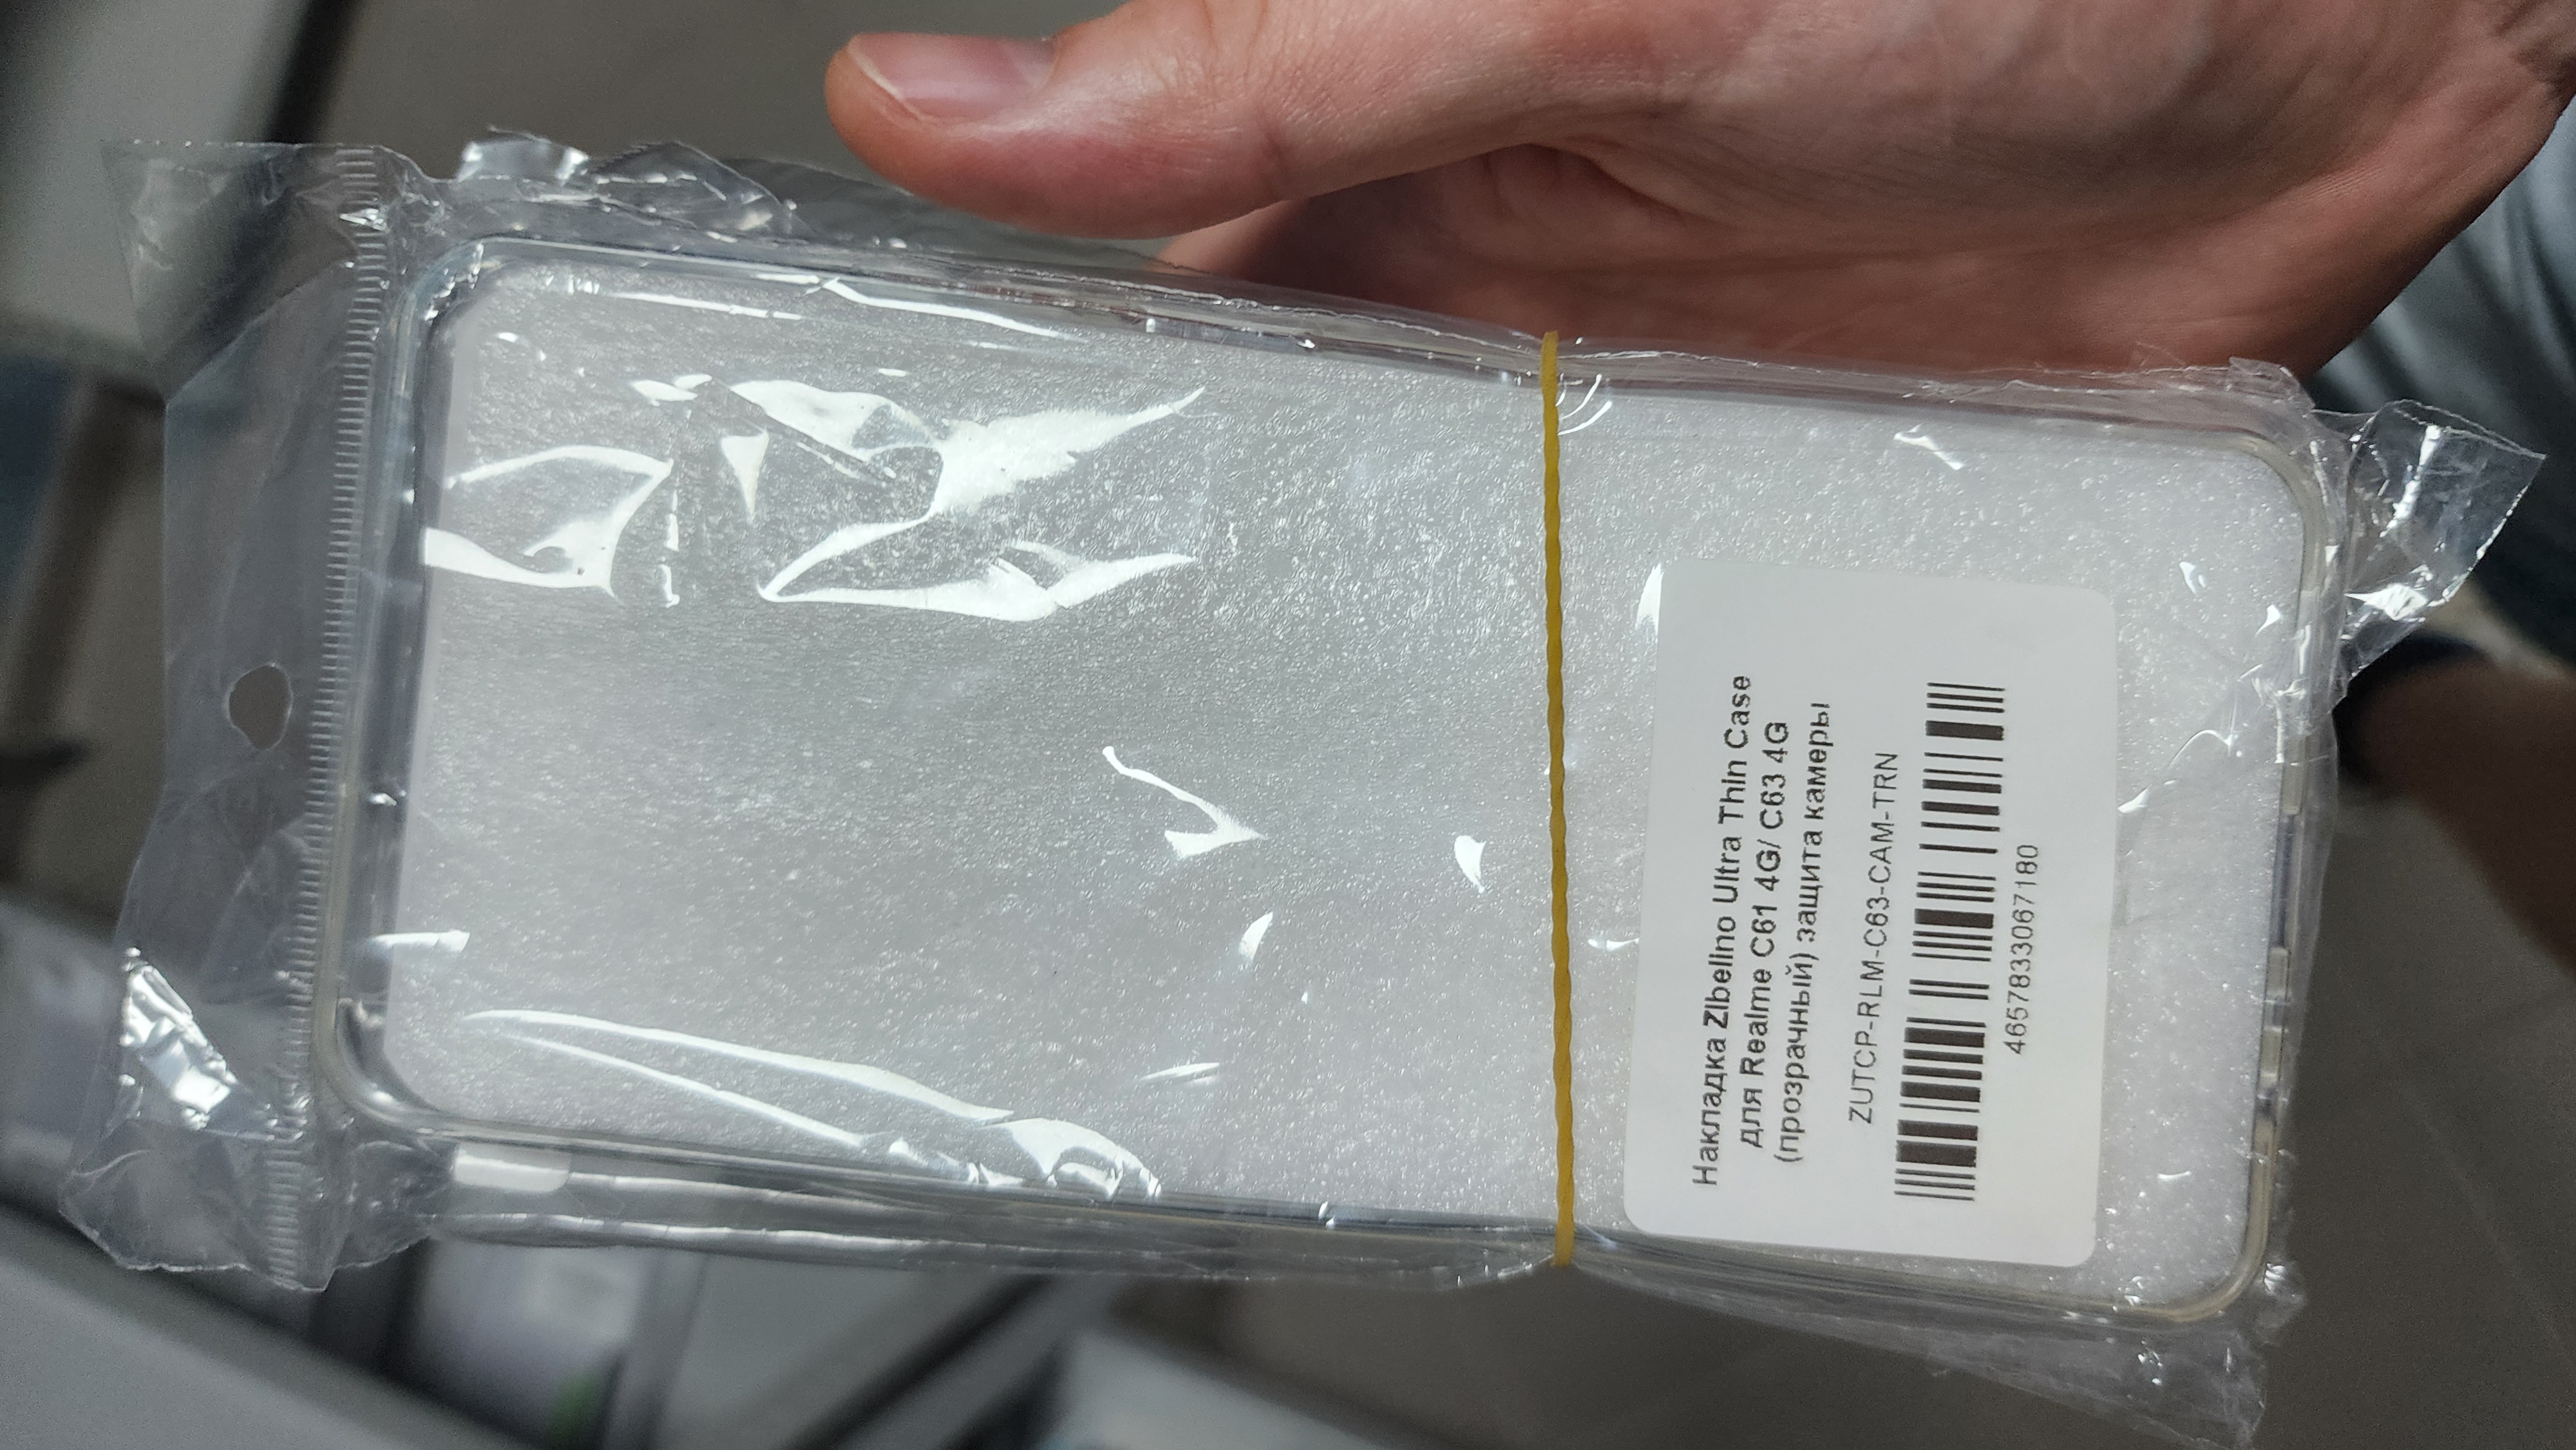 Накладка Zibelino Ultra Thin Case
для Realme C61 4G/ C63 4G
(прозрачный) защита камеры
ZUTCP-RLM-C63-CAM-TRN
4657833067180